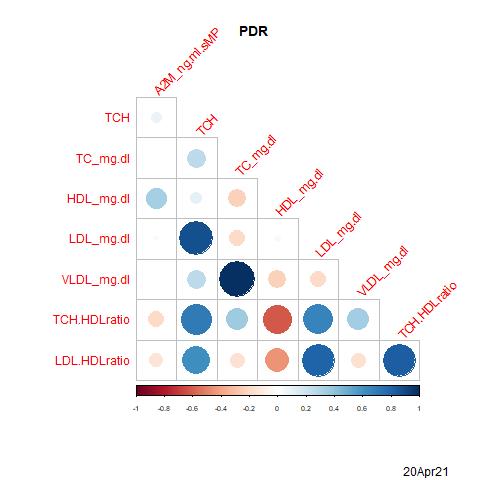 PDR
A2M_ng.ml.sMP
TCH
TCH
TC_mg.dl
TC_mg.dl
HDL_mg.dl
HDL_mg.dl
LDL_mg.dl
LDL_mg.dl
VLDL_mg.dl
VLDL_mg.dl
TCH.HDLratio
TCH.HDLratio
LDL.HDLratio
-1 -0.8 -0.6 -0.4 -0.2 0 0.2 0.4 0.6 0.8 1
20Apr21